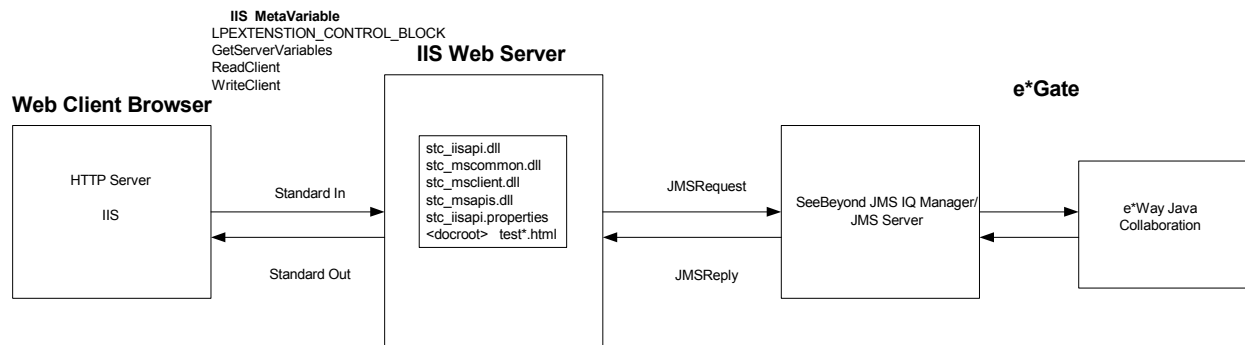 IIS MetaVariable
LPEXTENSTION_CONTROL_BLOCK
GetServerVariables
ReadClient
WriteClient
IIS Web Server
Web Client Browser
e*Gate
HTTP Server
IIS
Standard In
Standard Out
stc_iisapi.dll
stc_mscommon.dll
stc_msclient.dll
stc_msapis.dll
stc_iisapi.properties
<docroot> test*.html
JMSRequest
JMSReply
SeeBeyond JMS IQ Manager/
JMS Server
e*Way Java
Collaboration